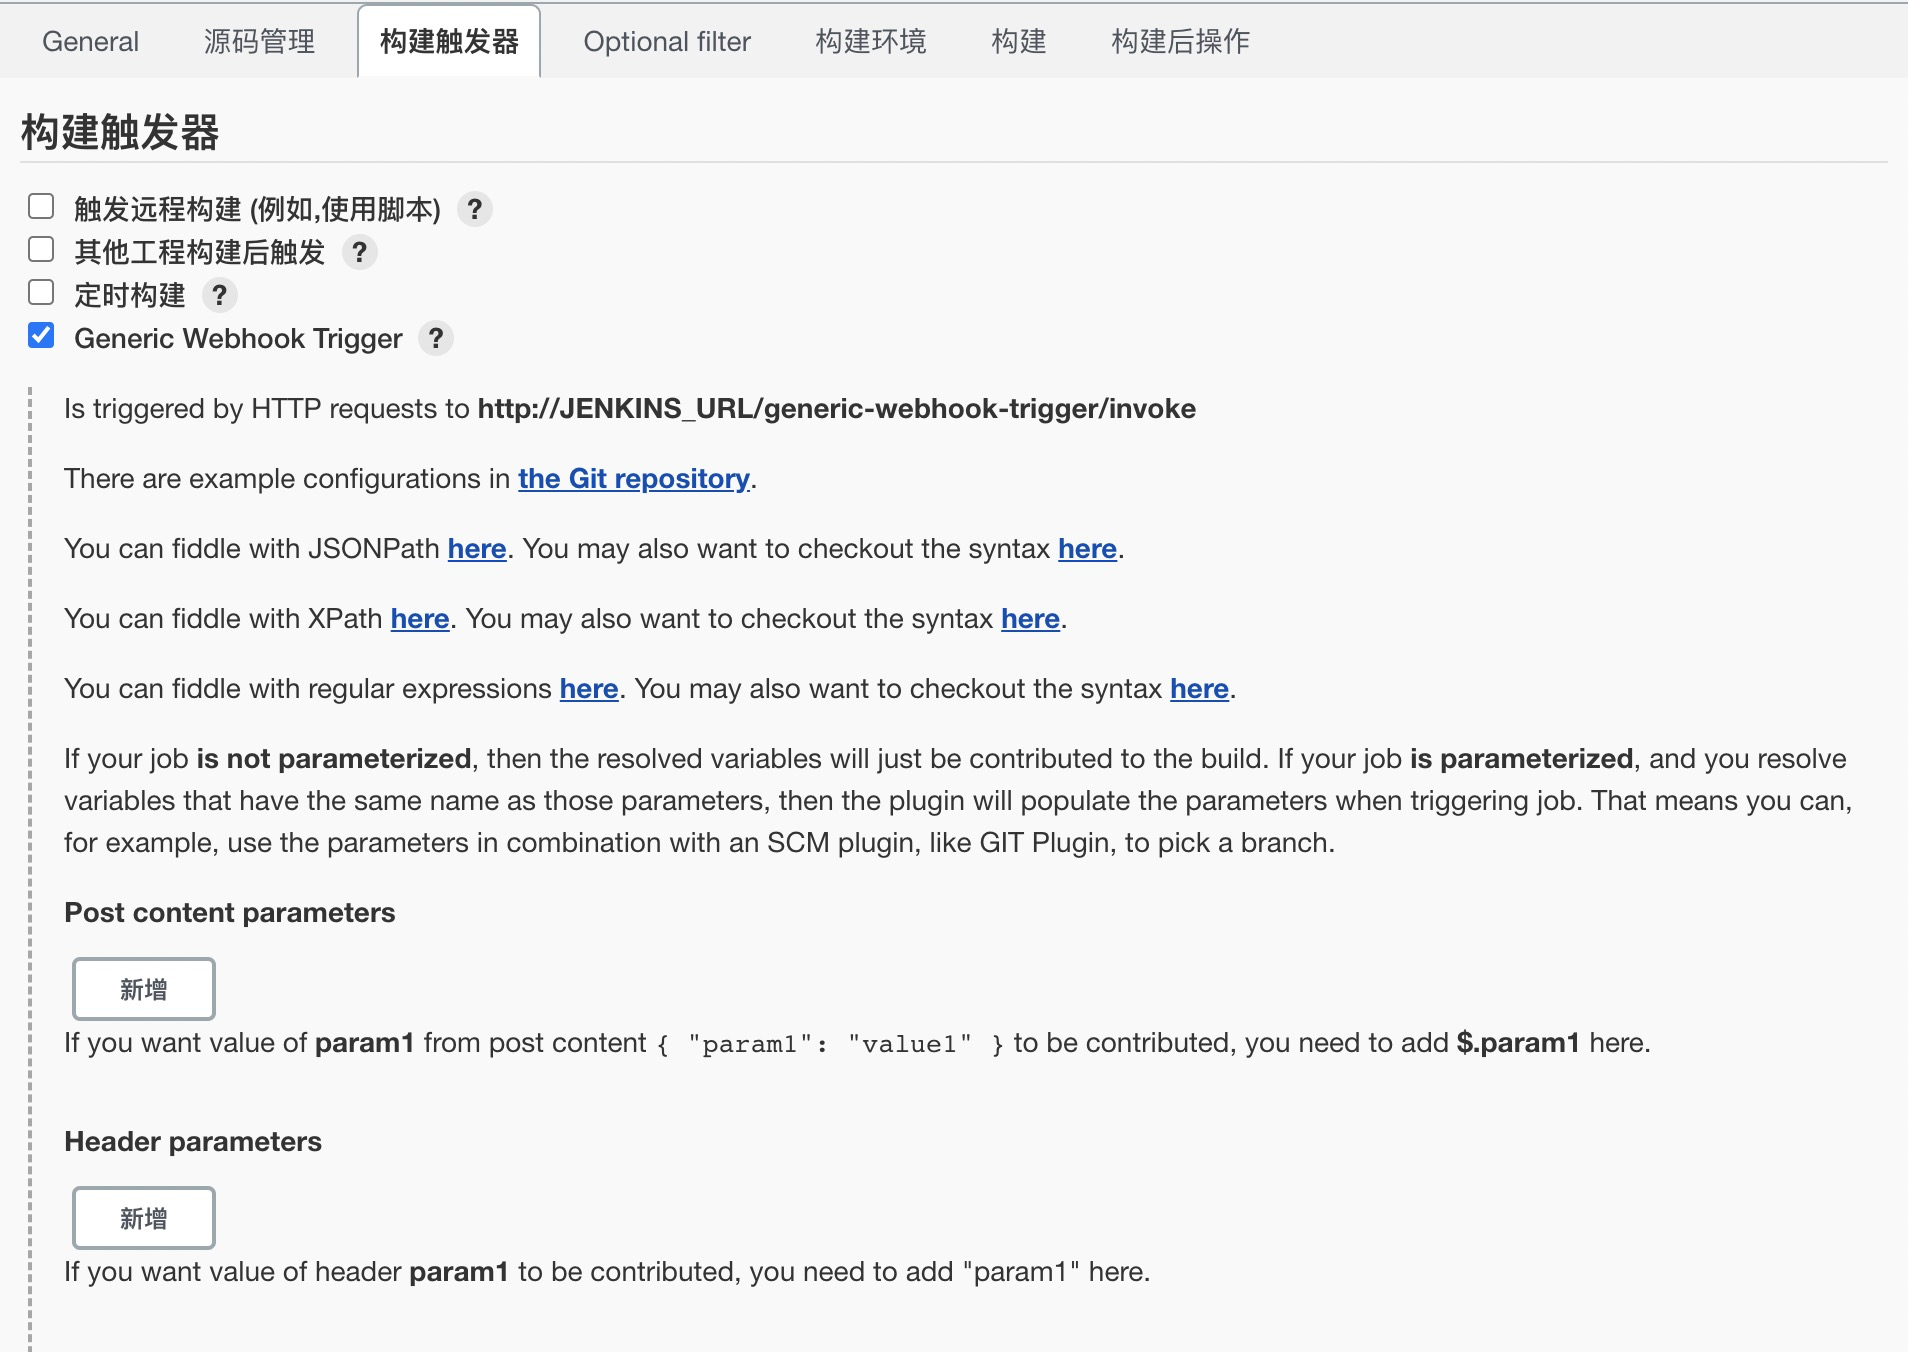 General 源码管理 构建触发器 Optional filter 构建环境 构建 构建后操作
构建触发器
触发远程构建 (例如,使用脚本) ?
其他工程构建后触发 ?
定时构建 ?
Generic Webhook Trigger ?
Is triggered by HTTP requests to http://JENKINS_URL/generic-webhook-trigger/invoke
There are example configurations in the Git repository.
You can fiddle with JSONPath here. You may also want to checkout the syntax here.
You can fiddle with XPath here. You may also want to checkout the syntax here.
You can fiddle with regular expressions here. You may also want to checkout the syntax here.
If your job is not parameterized, then the resolved variables will just be contributed to the build. If your job is parameterized, and you resolve
variables that have the same name as those parameters, then the plugin will populate the parameters when triggering job. That means you can,
for example, use the parameters in combination with an SCM plugin, like GIT Plugin, to pick a branch.
Post content parameters
新增
If you want value of param1 from post content { "param1": "value1" } to be contributed, you need to add $.param1 here.
Header parameters
新增
If you want value of header param1 to be contributed, you need to add "param1" here.